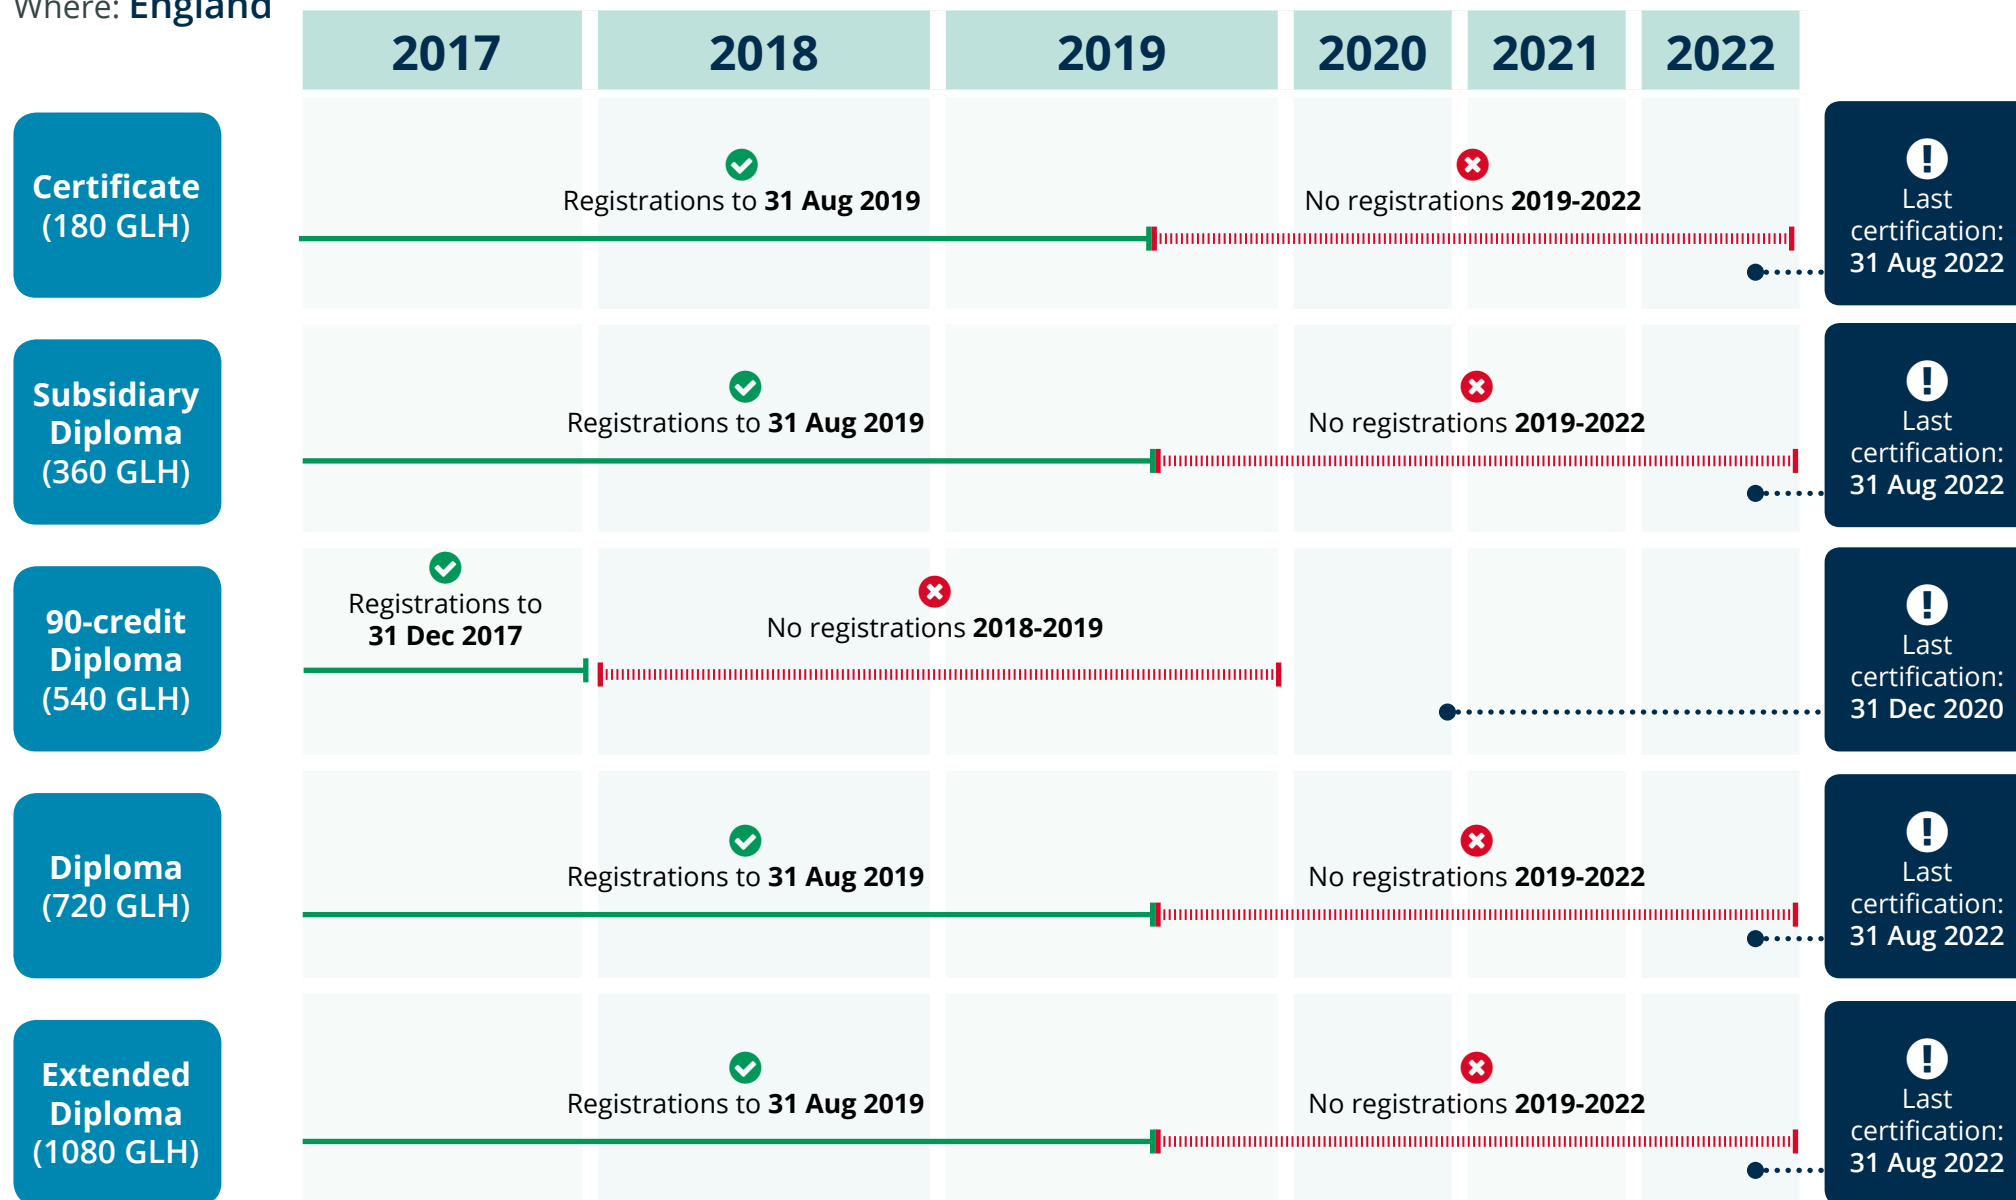 Where: England
2017 2018 2019 2020 2021 2022
Certificate
(180 GLH)
Registrations to 31 Aug 2019
No registrations 2019-2022
Last
certification:
31 Aug 2022
Subsidiary
Diploma
(360 GLH)
Registrations to 31 Aug 2019
No registrations 2019-2022
Last
certification:
31 Aug 2022
90-credit
Diploma
(540 GLH)
Registrations to
31 Dec 2017
No registrations 2018-2019
Last
certification:
31 Dec 2020
Diploma
(720 GLH)
Registrations to 31 Aug 2019
No registrations 2019-2022
Last
certification:
31 Aug 2022
Extended
Diploma
(1080 GLH)
Registrations to 31 Aug 2019
No registrations 2019-2022
Last
certification:
31 Aug 2022